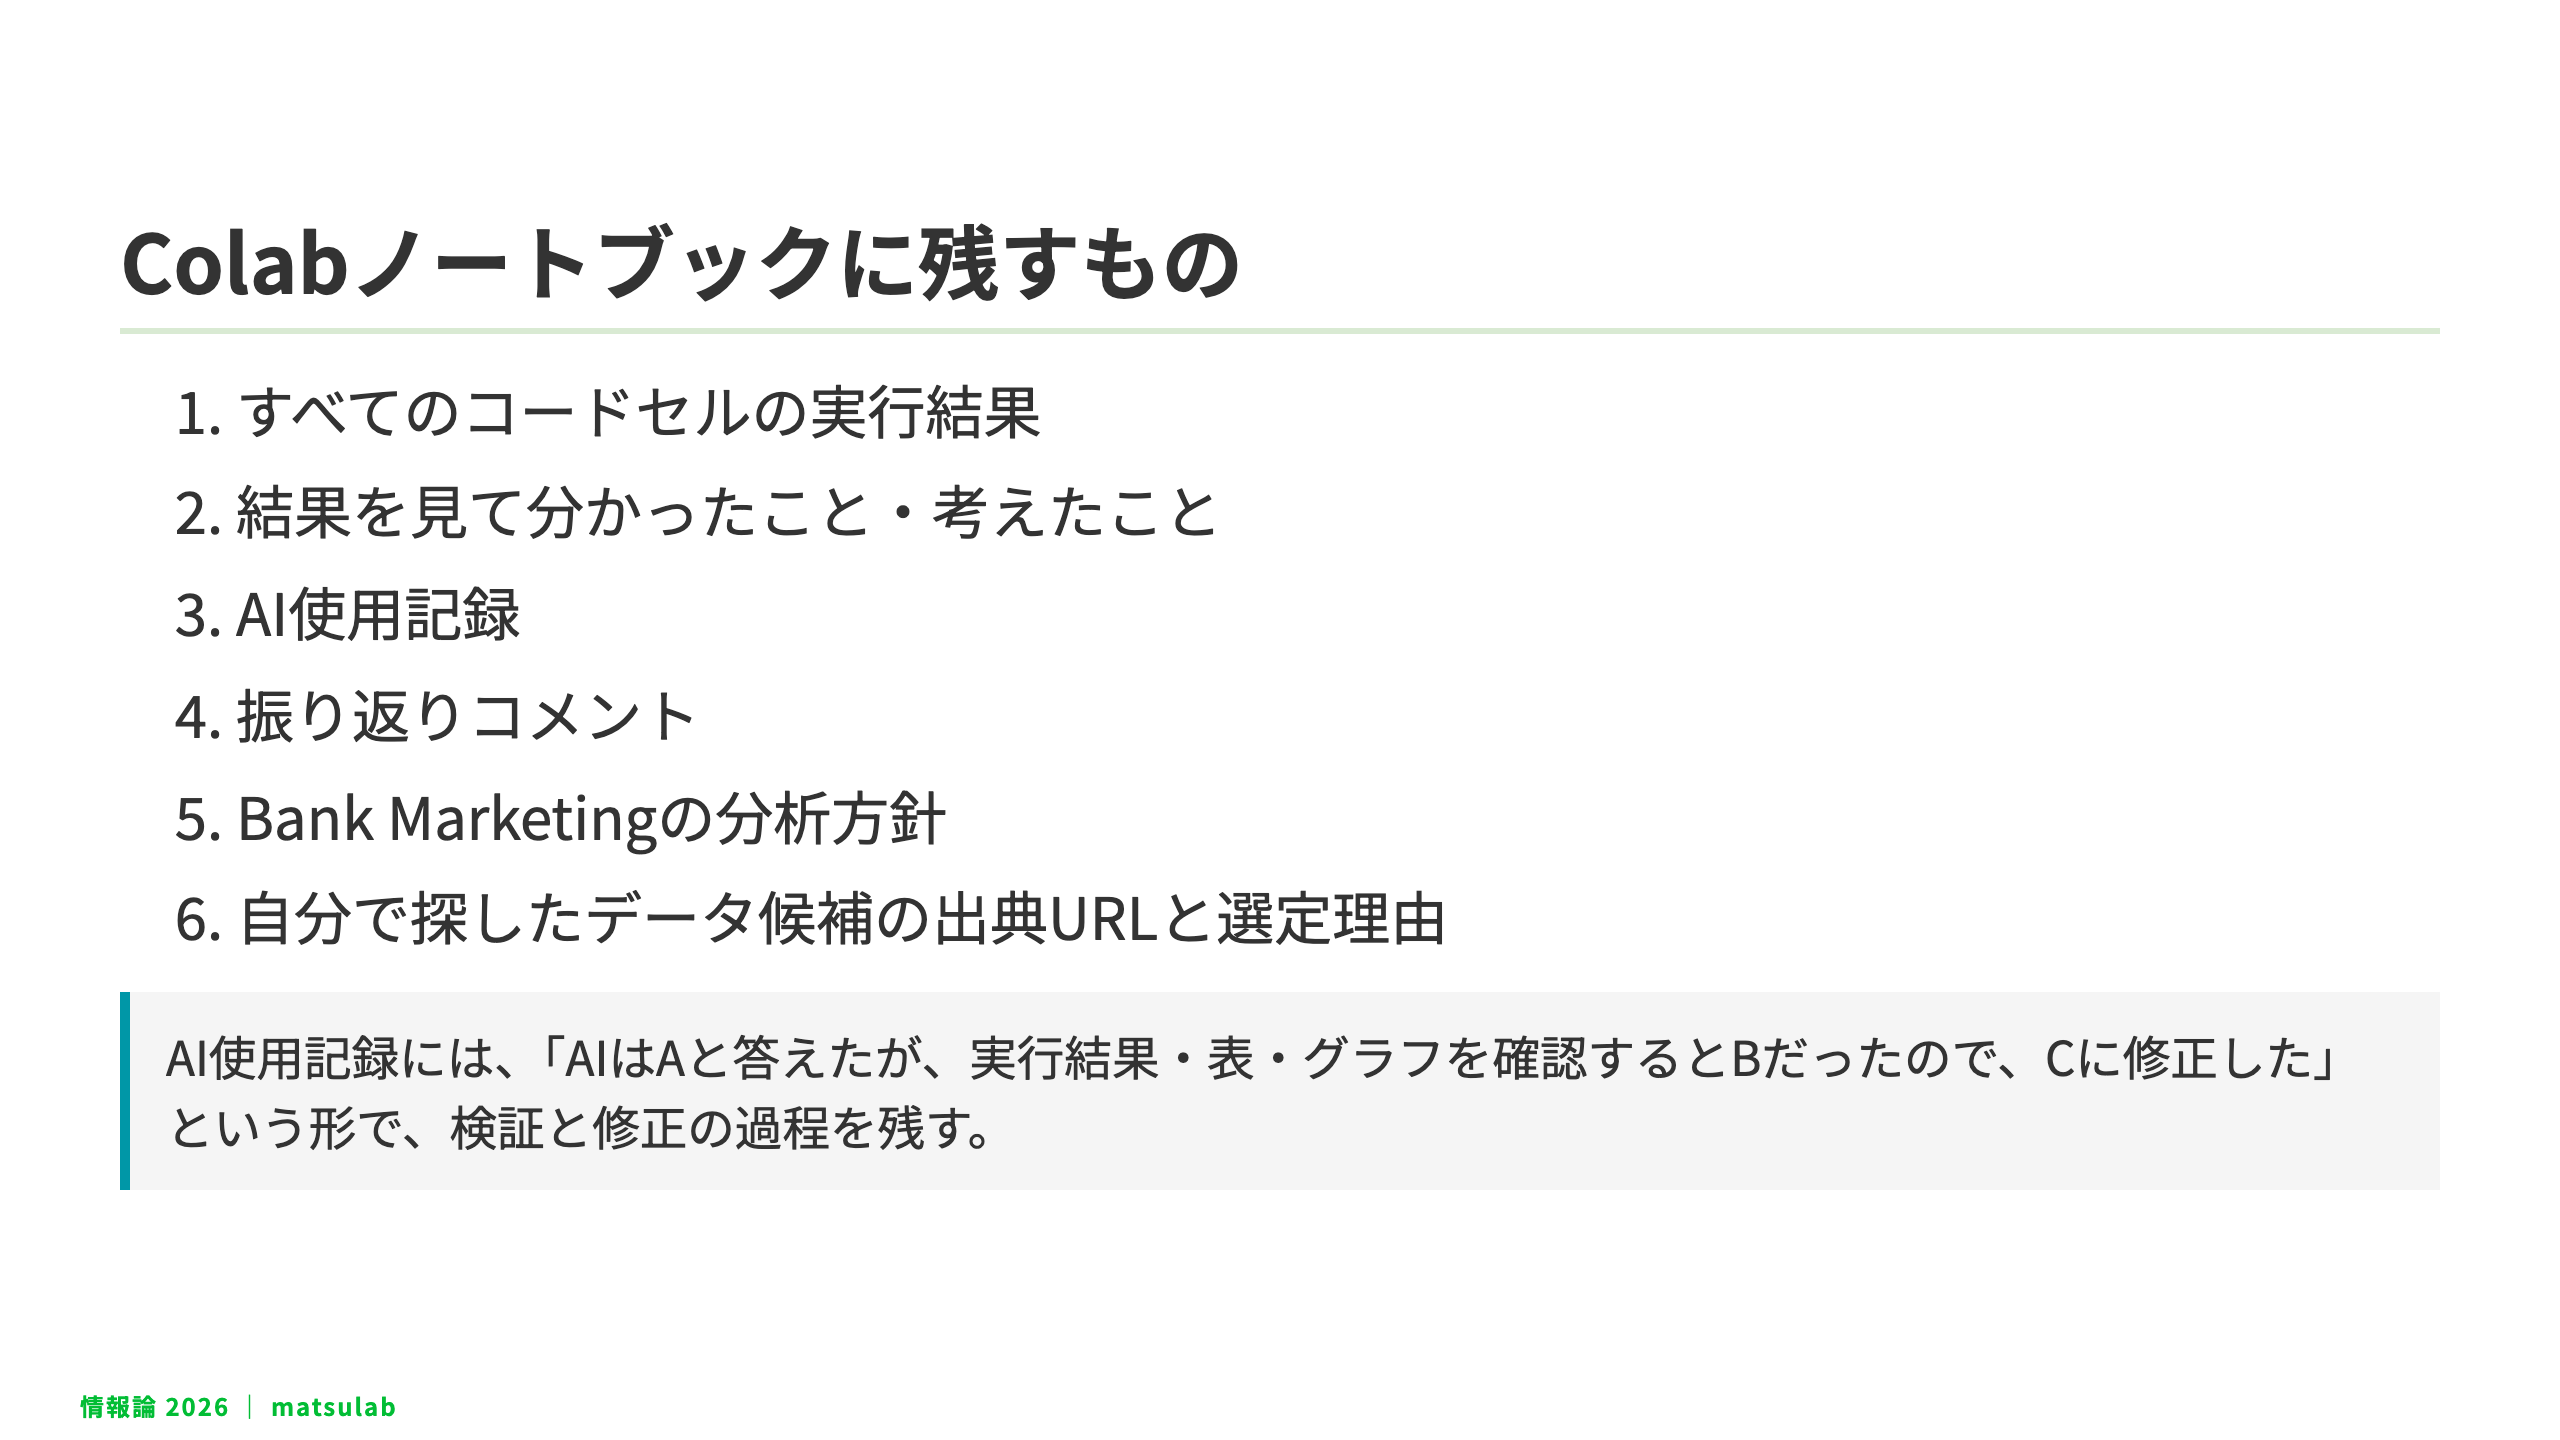 Colabノートブックに残すもの
1. すべてのコードセルの実行結果
2. 結果を見て分かったこと・考えたこと
3. AI使用記録
4. 振り返りコメント
5. Bank Marketingの分析方針
6. 自分で探したデータ候補の出典URLと選定理由
AI使用記録には、「AIはAと答えたが、実行結果・表・グラフを確認するとBだったので、Cに修正した」
という形で、検証と修正の過程を残す。
情報論 2026 ｜ matsulab